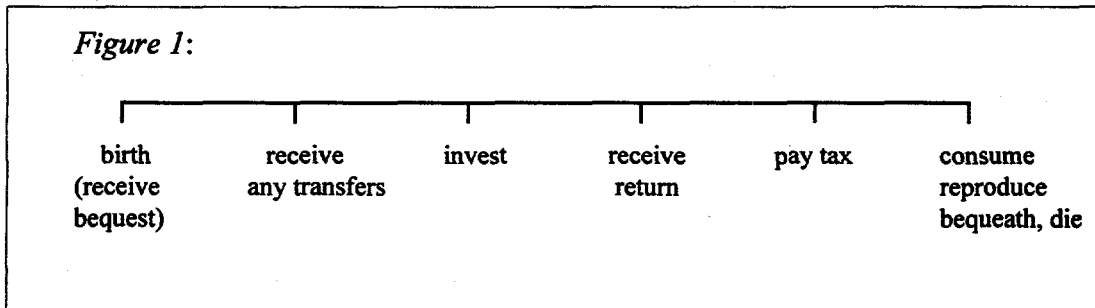 Figure 1:
birth receive invest receive pay tax consume
(receive any transfers return reproduce
bequest) bequeath, die